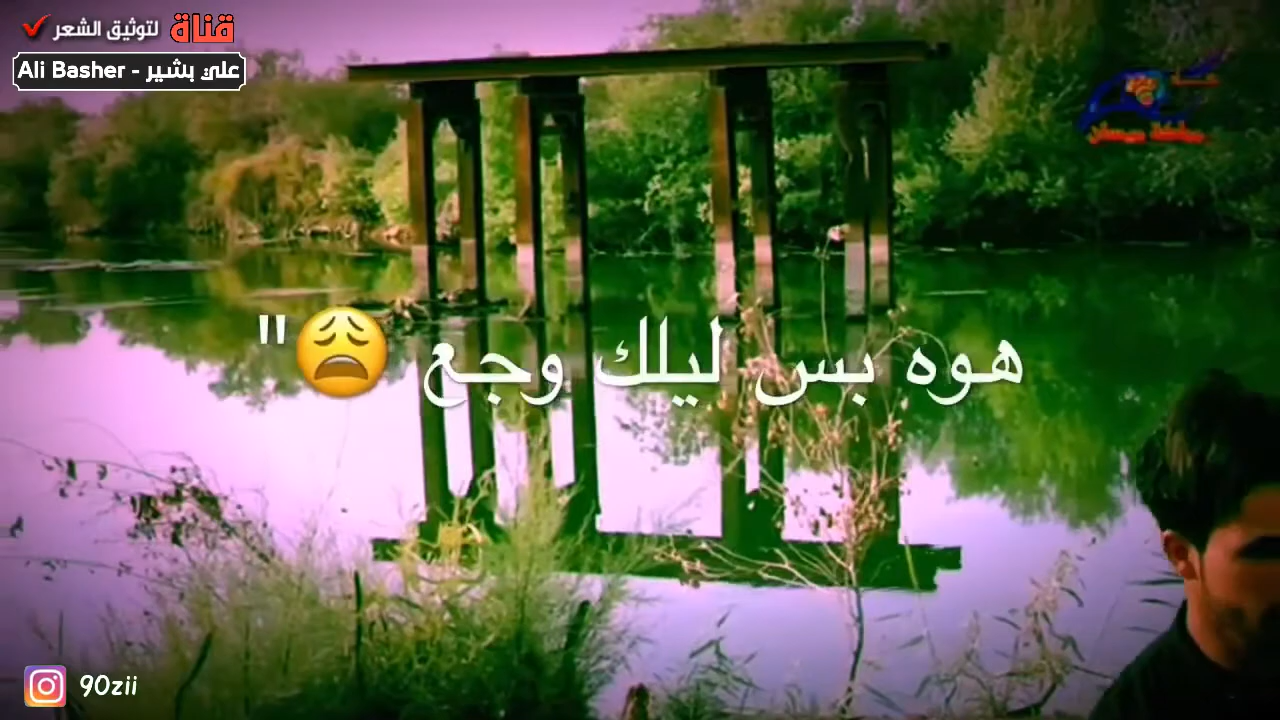 قناة لتوثيق الشعر ✔
علي بشير - Ali Basher
هوه بس ليلك وجع 😩"
90zii